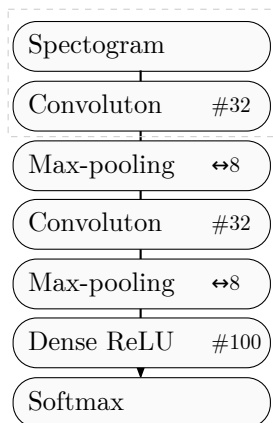 Spectogram
Convoluton #32
Max-pooling ↔8
Convoluton #32
Max-pooling ↔8
Dense ReLU #100
Softmax